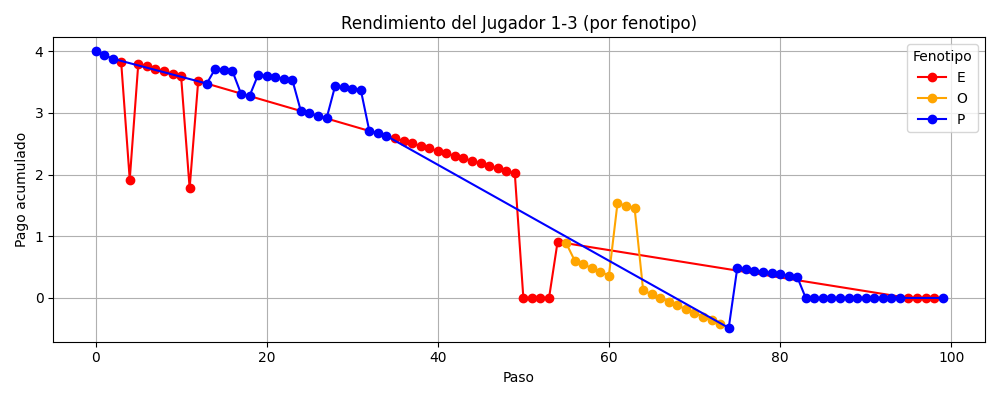 Rendimiento del Jugador 1-3 (por fenotipo)
Pago acumulado
4
3
2
1
0
0
20
40
60
80
100
Paso
Fenotipo
E
O
P